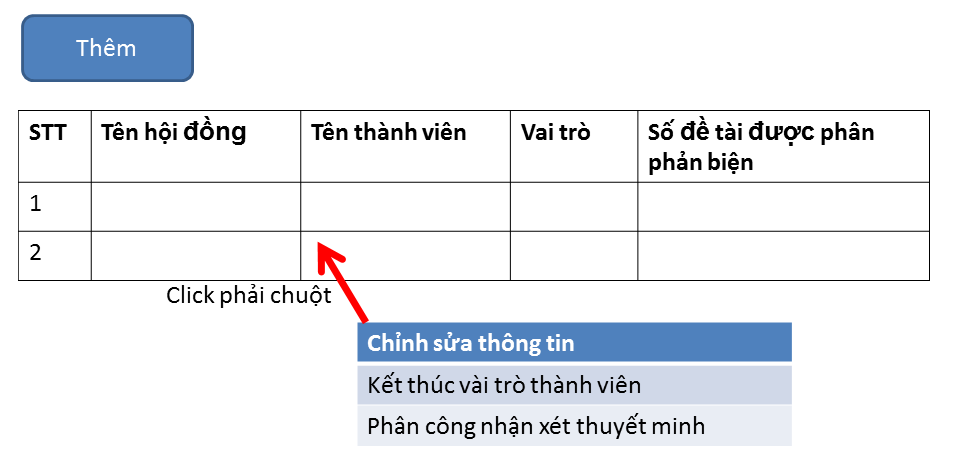 Thêm
STT Tên hội đồng Tên thành viên Vai trò Số đề tài được phân
phản biện
1
2
Click phải chuột
Chỉnh sửa thông tin
Kết thúc vài trò thành viên
Phân công nhận xét thuyết minh